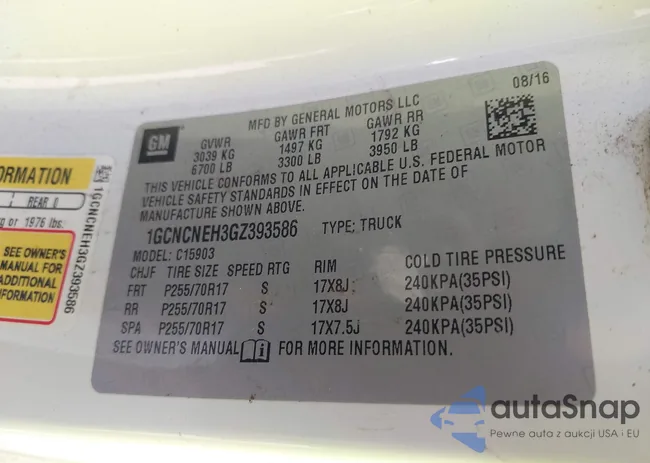 08/16
MFD BY GENERAL MOTORS LLC
GM
GVWR GAWR FRT GAWR RR
3039 KG 1497 KG 1792 KG
6700 LB 3300 LB 3950 LB
THIS VEHICLE CONFORMS TO ALL APPLICABLE U.S. FEDERAL MOTOR
VEHICLE SAFETY STANDARDS IN EFFECT ON THE DATE OF
MANUFACTURE SHOWN ABOVE.
1GCNCNEH3GZ393586 TYPE: TRUCK
MODEL: C15903
CHJF TIRE SIZE SPEED RTG RIM COLD TIRE PRESSURE
FRT P255/70R17 S 17X8J 240KPA(35PSI)
RR P255/70R17 S 17X8J 240KPA(35PSI)
SPA P255/70R17 S 17X7.5J 240KPA(35PSI)
SEE OWNER'S MANUAL i FOR MORE INFORMATION.
REAR 0
or 1976 lbs.
SEE OWNER'S
MANUAL FOR
ADDITIONAL
1GCNCNEH3GZ393586
autaSnap
Pewne auta z aukcji USA i EU